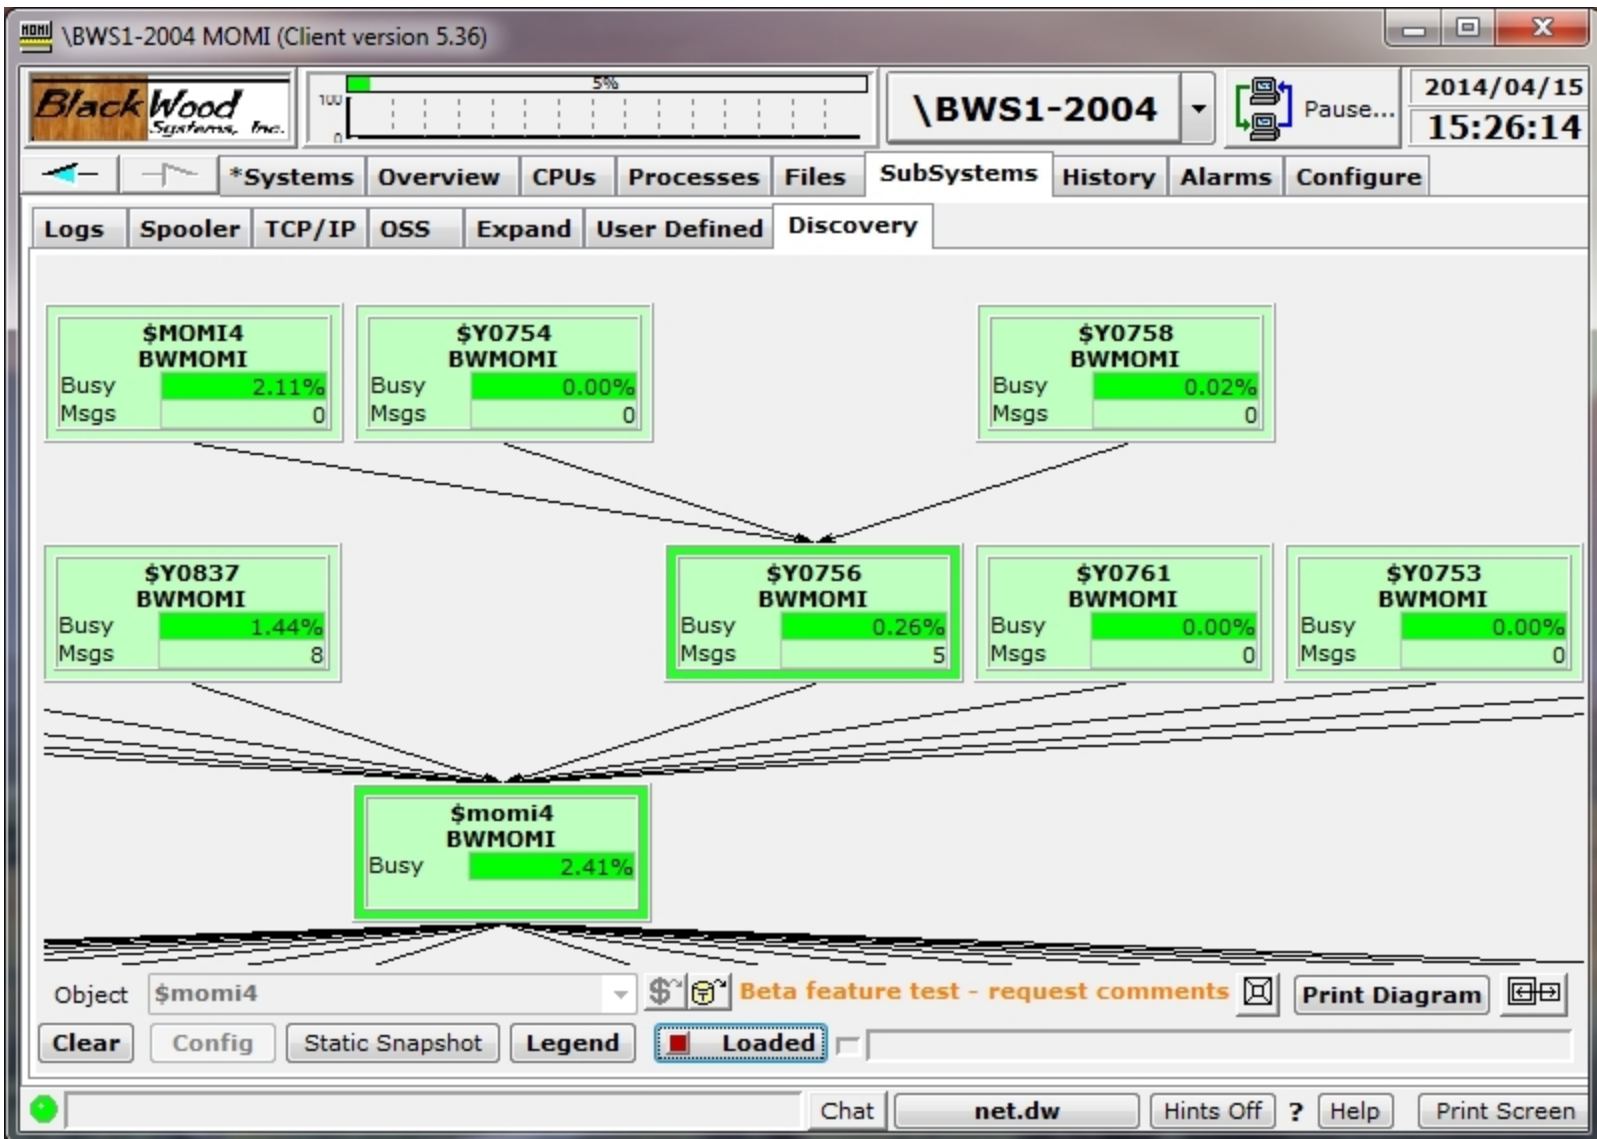 MOMI \BWS1-2004 MOMI (Client version 5.36)
BlackWood Systems, Inc.
5%
100
0
\BWS1-2004
Pause...
2014/04/15
15:26:14
*Systems Overview CPUs Processes Files SubSystems History Alarms Configure
Logs Spooler TCP/IP OSS Expand User Defined Discovery
$MOMI4
BWMOMI
Busy 2.11%
Msgs 0
$Y0754
BWMOMI
Busy 0.00%
Msgs 0
$Y0758
BWMOMI
Busy 0.02%
Msgs 0
$Y0837
BWMOMI
Busy 1.44%
Msgs 8
$Y0756
BWMOMI
Busy 0.26%
Msgs 5
$Y0761
BWMOMI
Busy 0.00%
Msgs 0
$Y0753
BWMOMI
Busy 0.00%
Msgs 0
$momi4
BWMOMI
Busy 2.41%
Object $momi4 $ Beta feature test - request comments Print Diagram
Clear Config Static Snapshot Legend Loaded
Chat net.dw Hints Off ? Help Print Screen